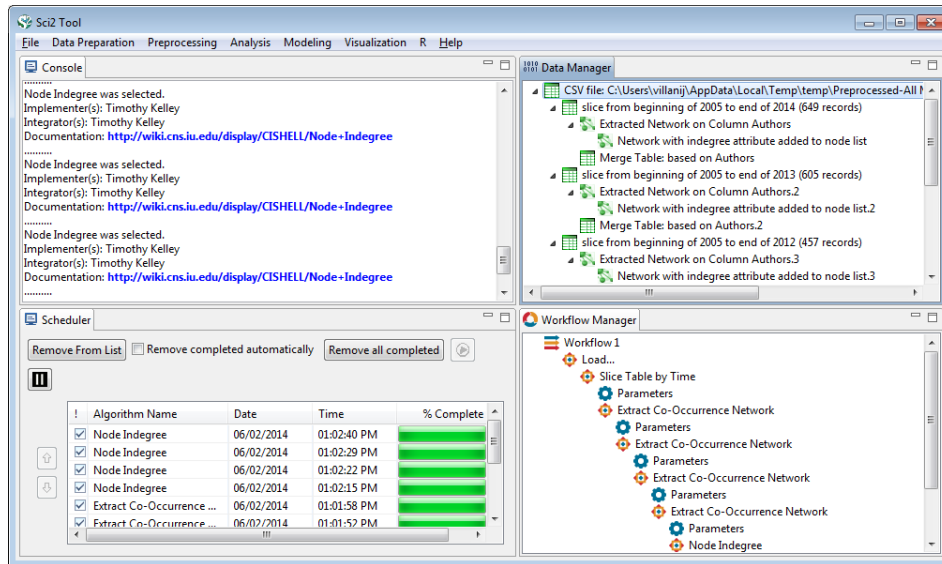 Sci2 Tool
File Data Preparation Preprocessing Analysis Modeling Visualization R Help
Console
..........
Node Indegree was selected.
Implementer(s): Timothy Kelley
Integrator(s): Timothy Kelley
Documentation: http://wiki.cns.iu.edu/display/CISHELL/Node+Indegree
..........
Node Indegree was selected.
Implementer(s): Timothy Kelley
Integrator(s): Timothy Kelley
Documentation: http://wiki.cns.iu.edu/display/CISHELL/Node+Indegree
..........
Node Indegree was selected.
Implementer(s): Timothy Kelley
Integrator(s): Timothy Kelley
Documentation: http://wiki.cns.iu.edu/display/CISHELL/Node+Indegree
..........
Data Manager
CSV file: C:\Users\villanij\AppData\Local\Temp\temp\Preprocessed-All
slice from beginning of 2005 to end of 2014 (649 records)
Extracted Network on Column Authors
Network with indegree attribute added to node list
Merge Table: based on Authors
slice from beginning of 2005 to end of 2013 (605 records)
Extracted Network on Column Authors.2
Network with indegree attribute added to node list.2
Merge Table: based on Authors.2
slice from beginning of 2005 to end of 2012 (457 records)
Extracted Network on Column Authors.3
Network with indegree attribute added to node list.3
Scheduler
Remove From List Remove completed automatically Remove all completed
! Algorithm Name Date Time % Complete
Node Indegree 06/02/2014 01:02:40 PM
Node Indegree 06/02/2014 01:02:29 PM
Node Indegree 06/02/2014 01:02:22 PM
Node Indegree 06/02/2014 01:02:15 PM
Extract Co-Occurrence ... 06/02/2014 01:01:58 PM
Extract Co-Occurrence ... 06/02/2014 01:01:52 PM
Workflow Manager
Workflow 1
Load...
Slice Table by Time
Parameters
Extract Co-Occurrence Network
Parameters
Extract Co-Occurrence Network
Parameters
Extract Co-Occurrence Network
Parameters
Extract Co-Occurrence Network
Parameters
Node Indegree